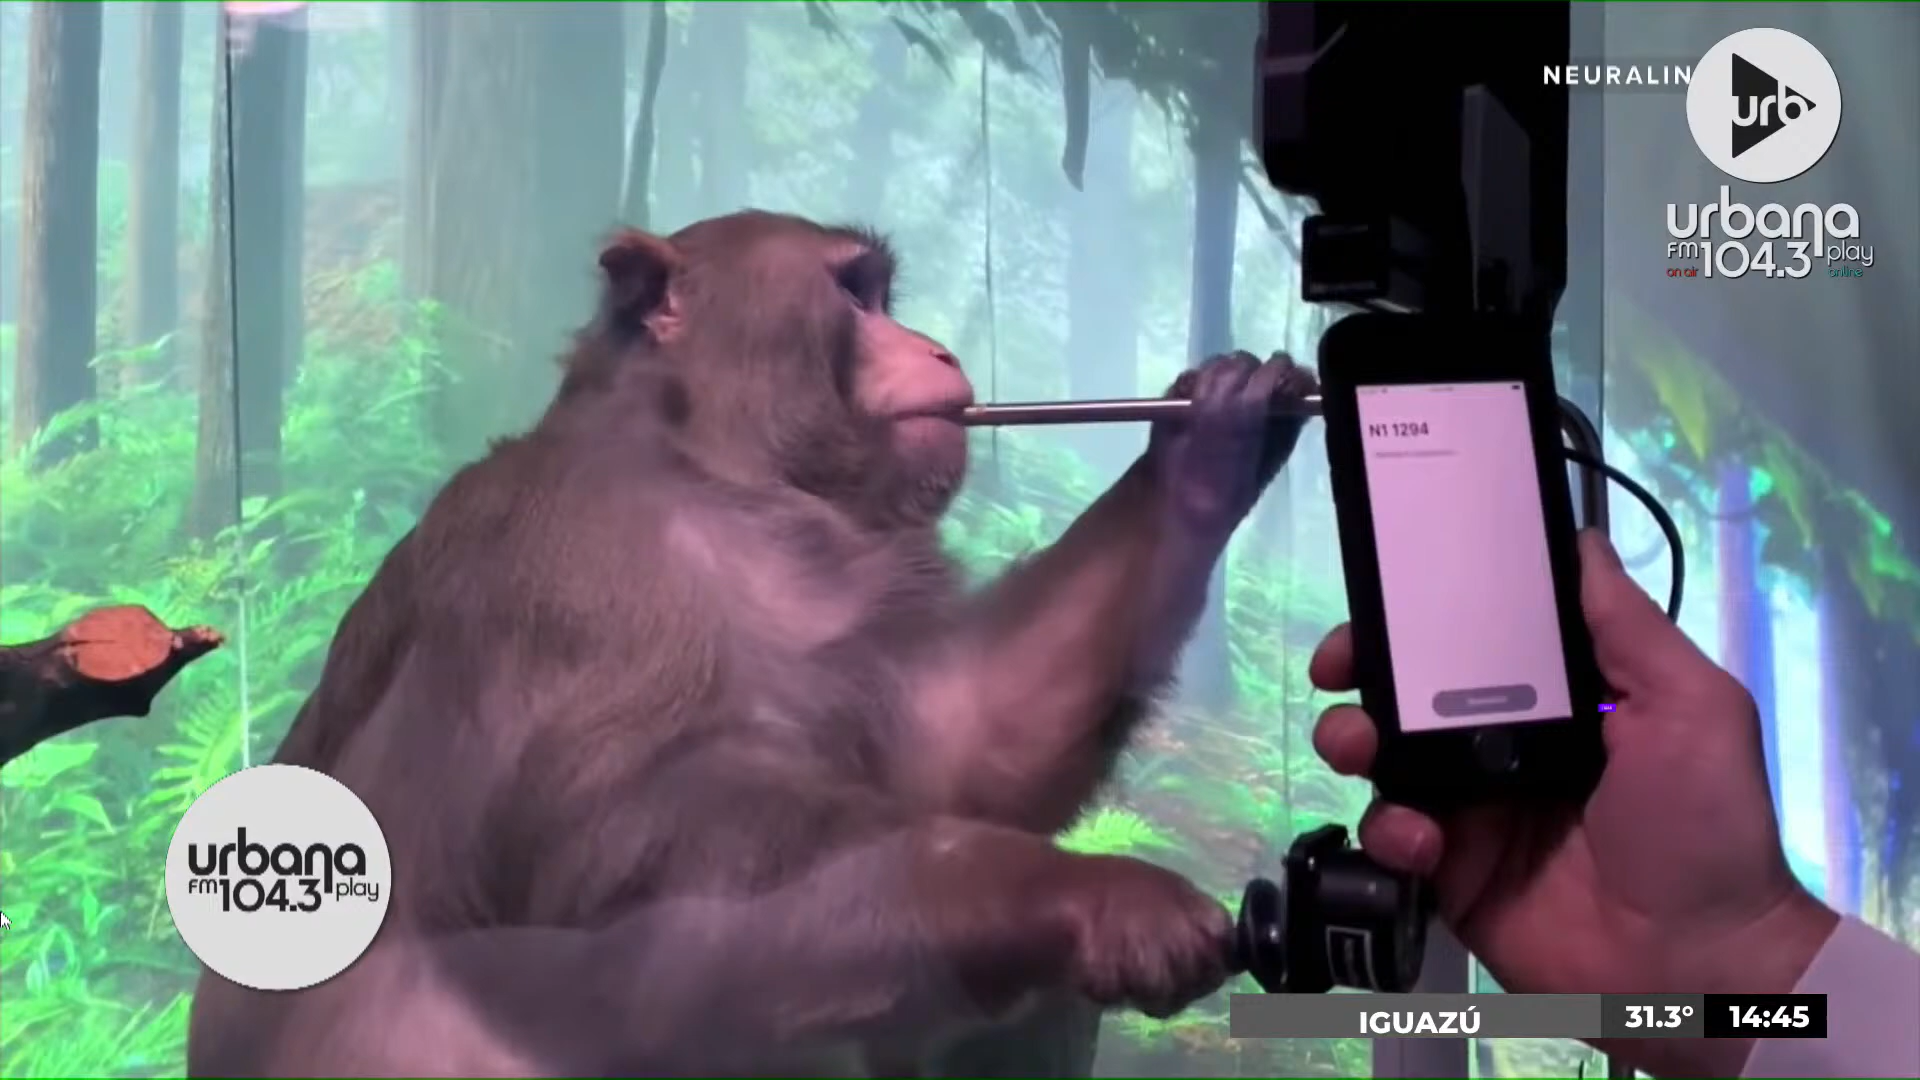 NEURALIN
urb
urbana
FM 104.3 play
on air online
N1 1294
urbana
FM 104.3 play
IGUAZÚ 31.3° 14:45